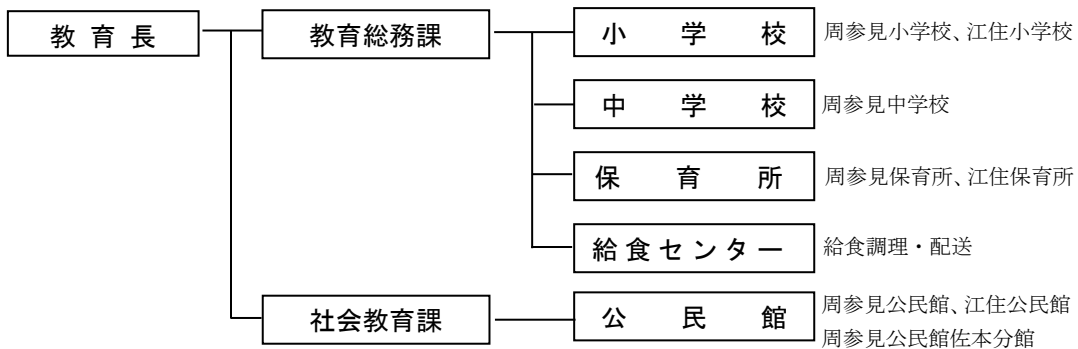 教育長
教育総務課
小学校
周参見小学校、江住小学校
中学校
周参見中学校
保育所
周参見保育所、江住保育所
給食センター
給食調理・配送
社会教育課
公民館
周参見公民館、江住公民館
周参見公民館佐本分館